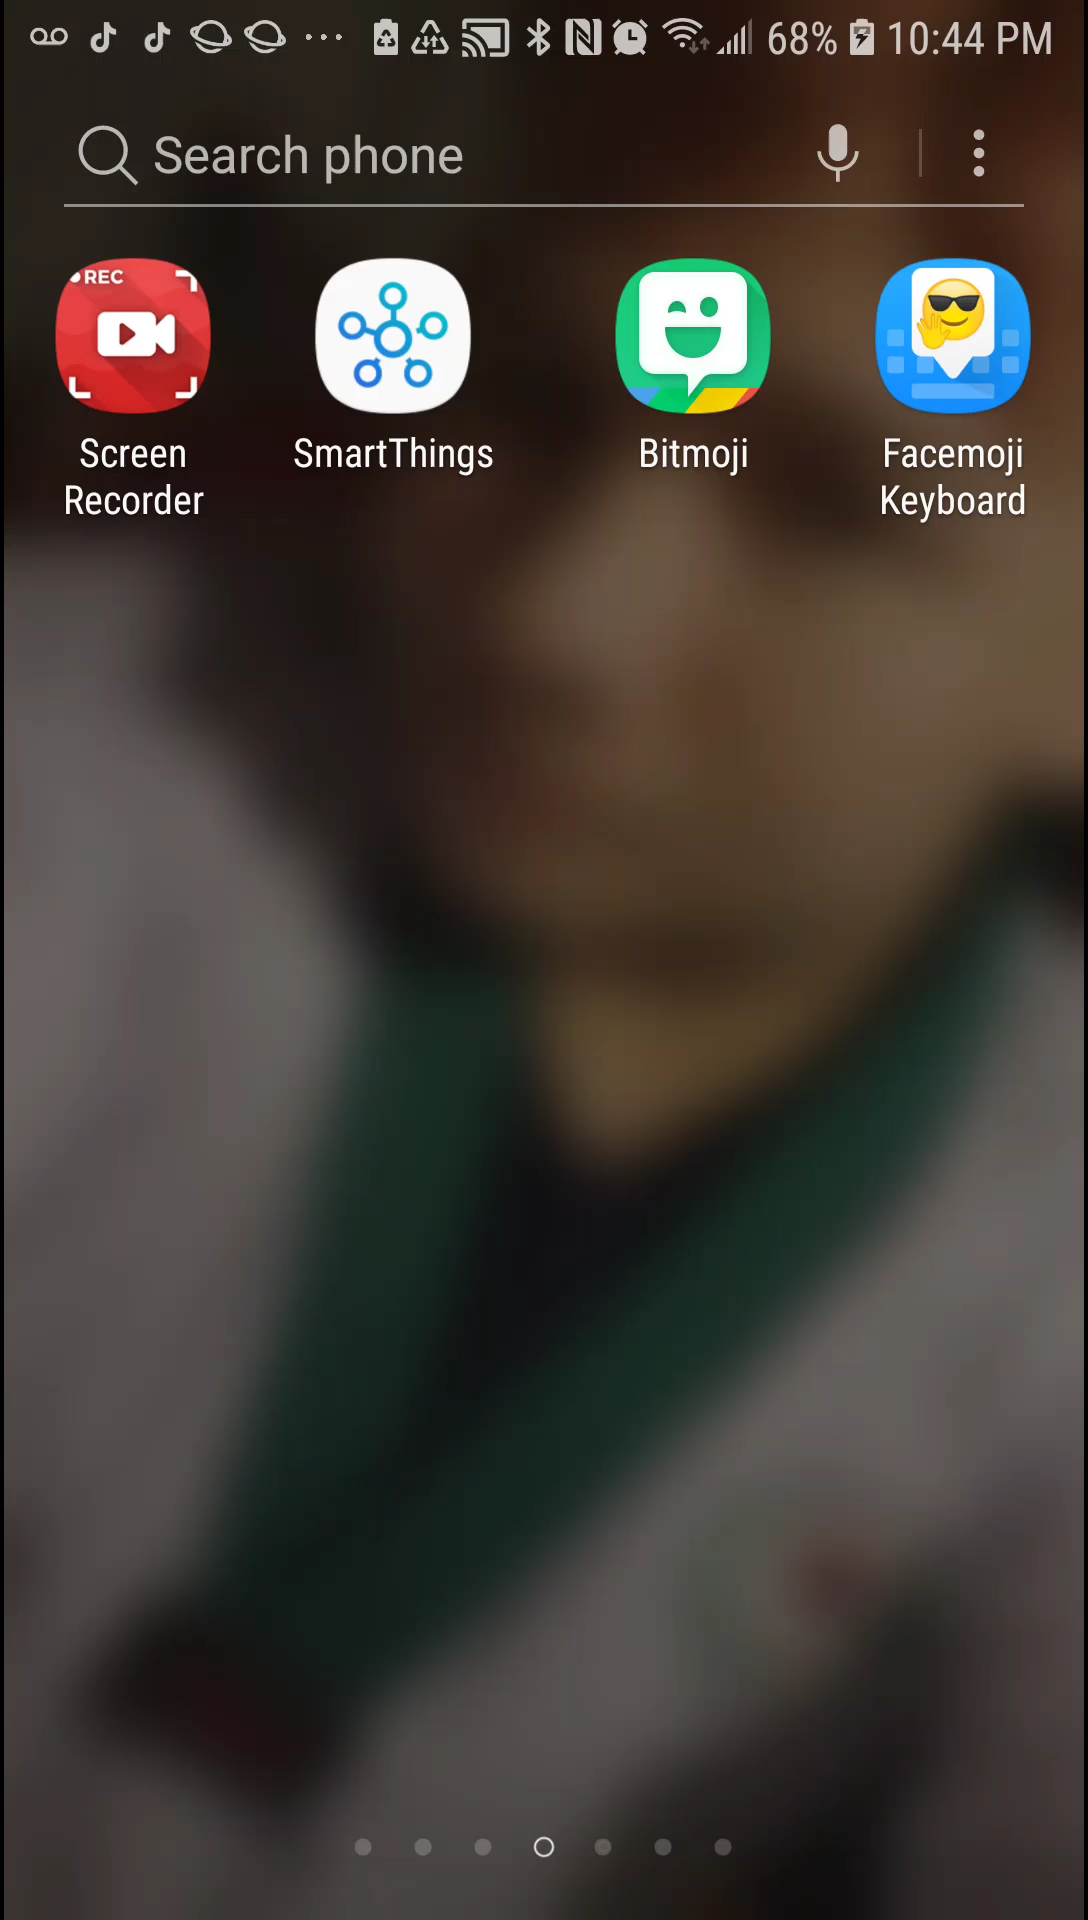 68% 10:44 PM
Search phone
REC
Screen
Recorder
SmartThings
Bitmoji
Facemoji
Keyboard